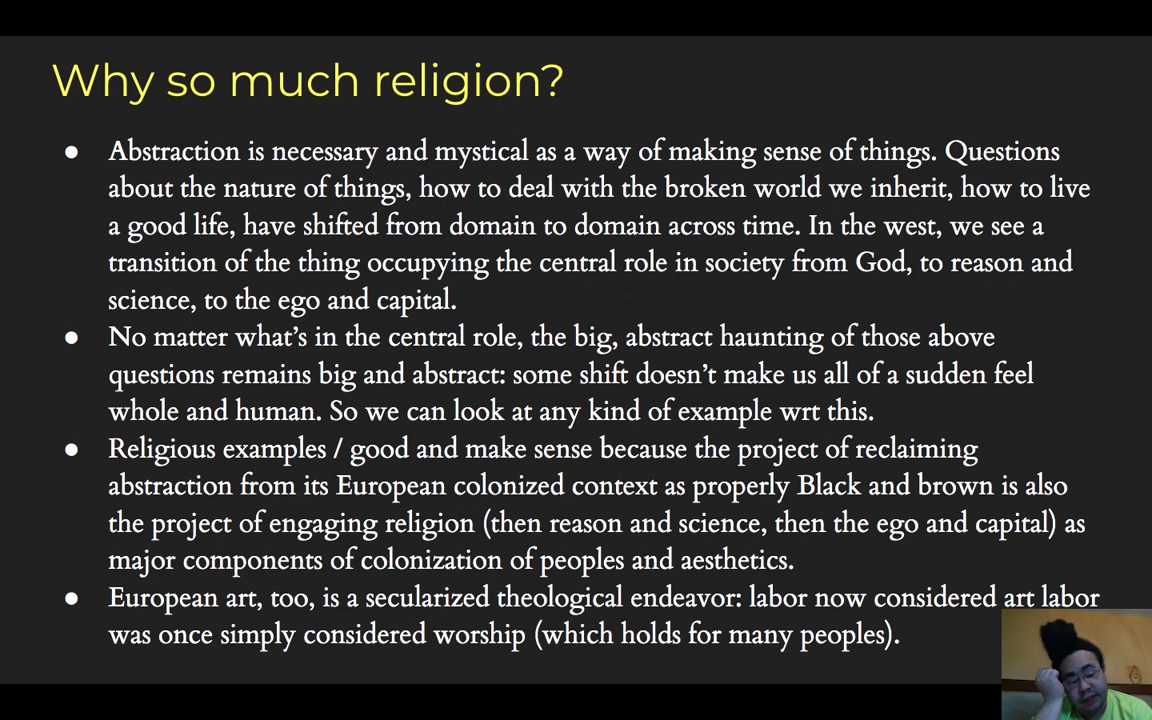 Why so much religion?
● Abstraction is necessary and mystical as a way of making sense of things. Questions
about the nature of things, how to deal with the broken world we inherit, how to live
a good life, have shifted from domain to domain across time. In the west, we see a
transition of the thing occupying the central role in society from God, to reason and
science, to the ego and capital.
● No matter what’s in the central role, the big, abstract haunting of those above
questions remains big and abstract: some shift doesn’t make us all of a sudden feel
whole and human. So we can look at any kind of example wrt this.
● Religious examples / good and make sense because the project of reclaiming
abstraction from its European colonized context as properly Black and brown is also
the project of engaging religion (then reason and science, then the ego and capital) as
major components of colonization of peoples and aesthetics.
● European art, too, is a secularized theological endeavor: labor now considered art labor
was once simply considered worship (which holds for many peoples).